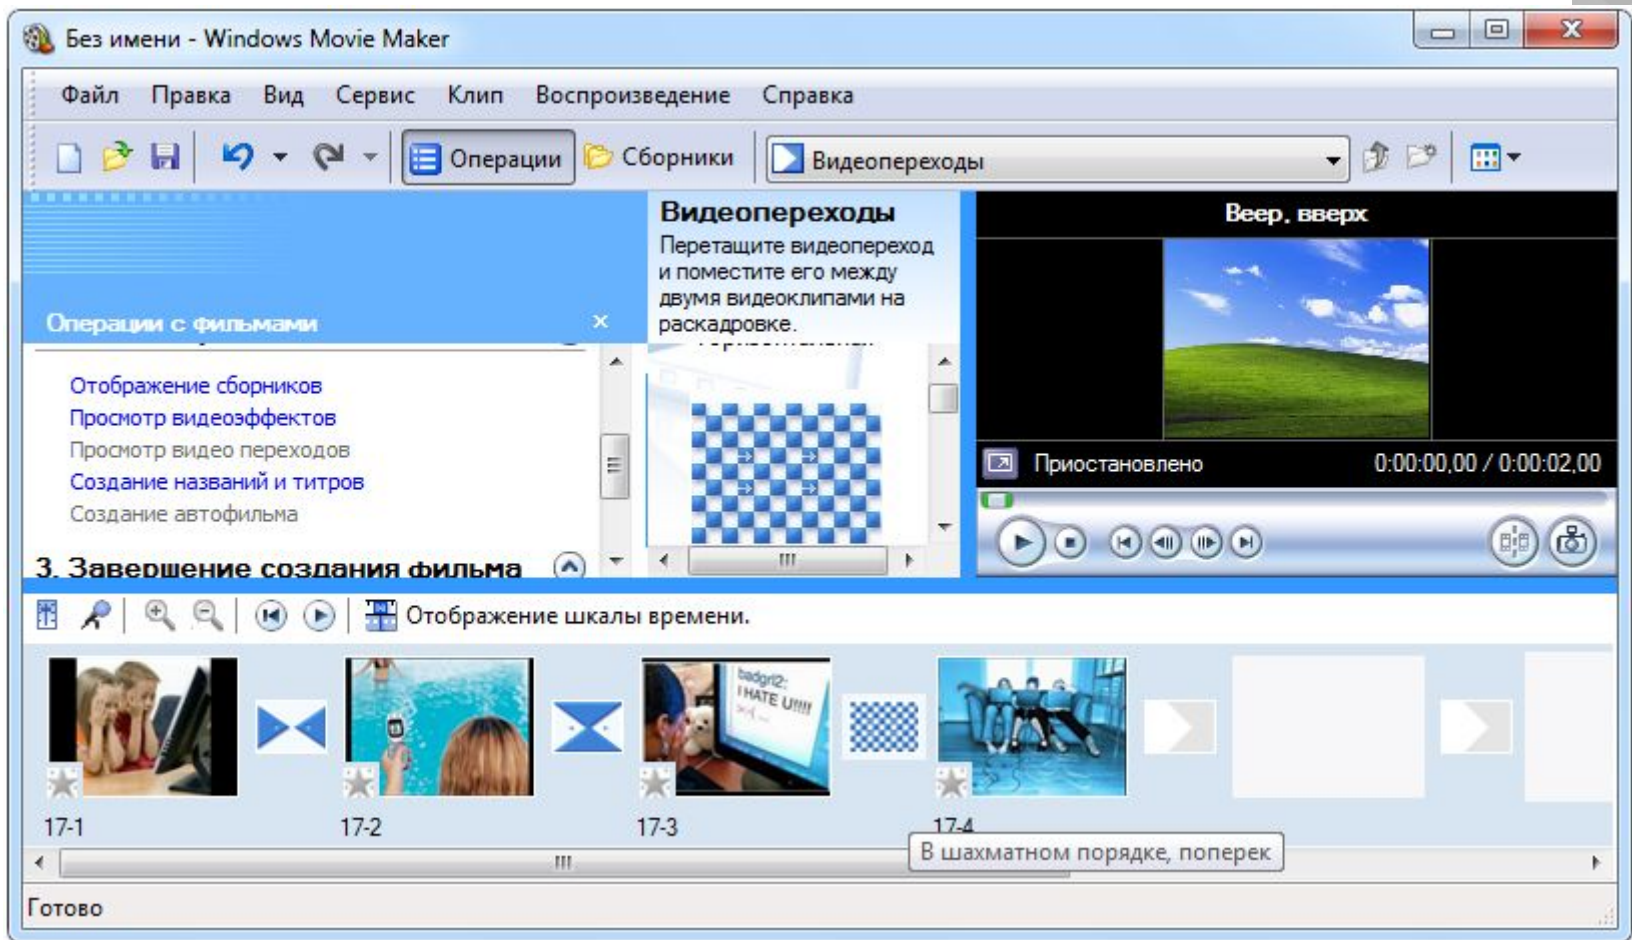 Без имени - Windows Movie Maker
Файл Правка Вид Сервис Клип Воспроизведение Справка
Операции Сборники Видеопереходы
Операции с фильмами
Отображение сборников
Просмотр видеоэффектов
Просмотр видео переходов
Создание названий и титров
Создание автофильма
3. Завершение создания фильма
Видеопереходы
Перетащите видеопереход
и поместите его между
двумя видеоклипами на
раскадровке.
Веер, вверх
Приостановлено 0:00:00,00 / 0:00:02,00
Отображение шкалы времени.
badgrl2:
I HATE U!!!!
17-1 17-2 17-3 17-4
В шахматном порядке, поперек
Готово